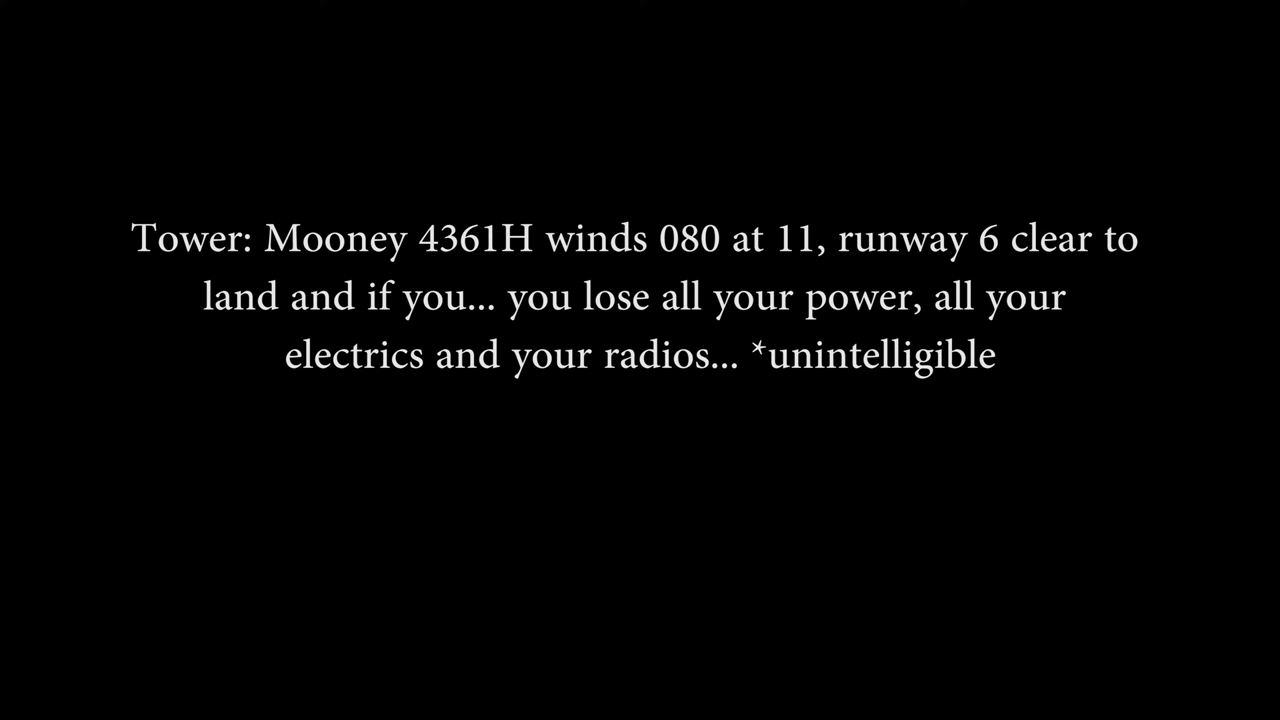 Tower: Mooney 4361H winds 080 at 11, runway 6 clear to
land and if you... you lose all your power, all your
electrics and your radios... *unintelligible